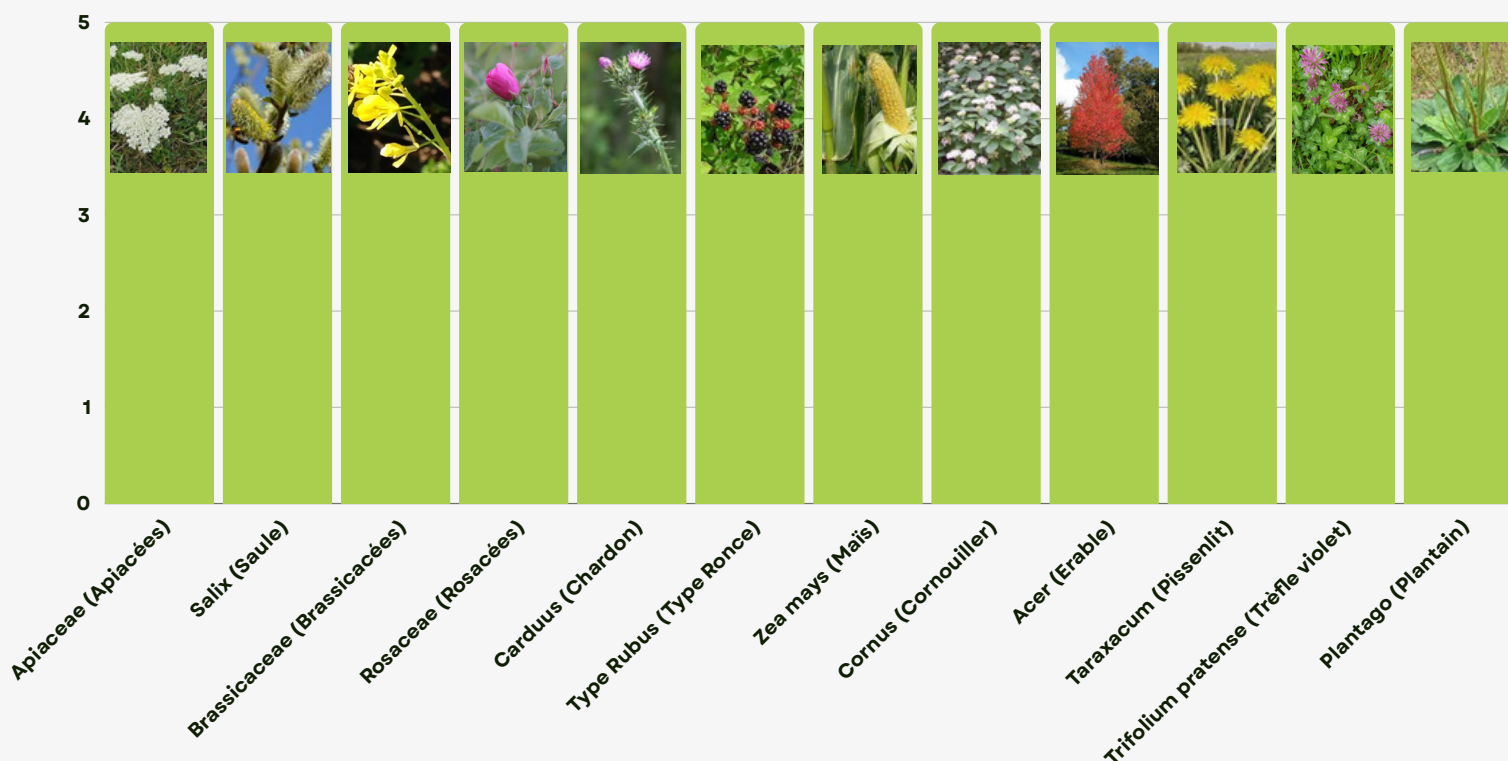 5
4
3
2
1
0
Apiaceae (Apiacées)
Salix (Saule)
Brassicaceae (Brassicacées)
Rosaceae (Rosacées)
Carduus (Chardon)
Type Rubus (Type Ronce)
Zea mays (Maïs)
Cornus (Cornouiller)
Acer (Erable)
Taraxacum (Pissenlit)
Trifolium pratense (Trèfle violet)
Plantago (Plantain)